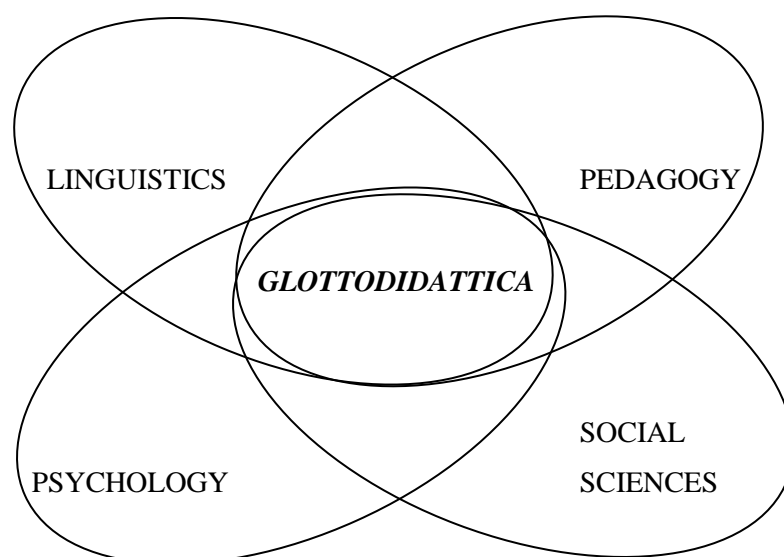 LINGUISTICS
PEDAGOGY
GLOTTODIDATTICA
PSYCHOLOGY
SOCIAL
SCIENCES